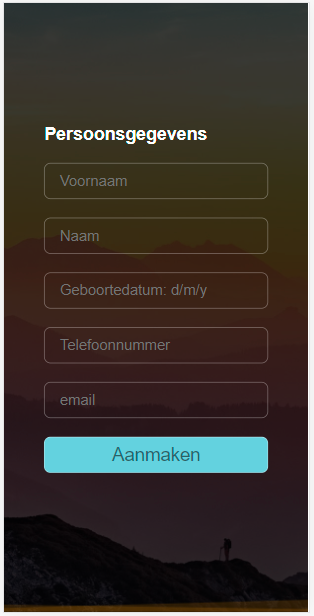 Persoonsgegevens
Voornaam
Naam
Geboortedatum: d/m/y
Telefoonnummer
email
Aanmaken